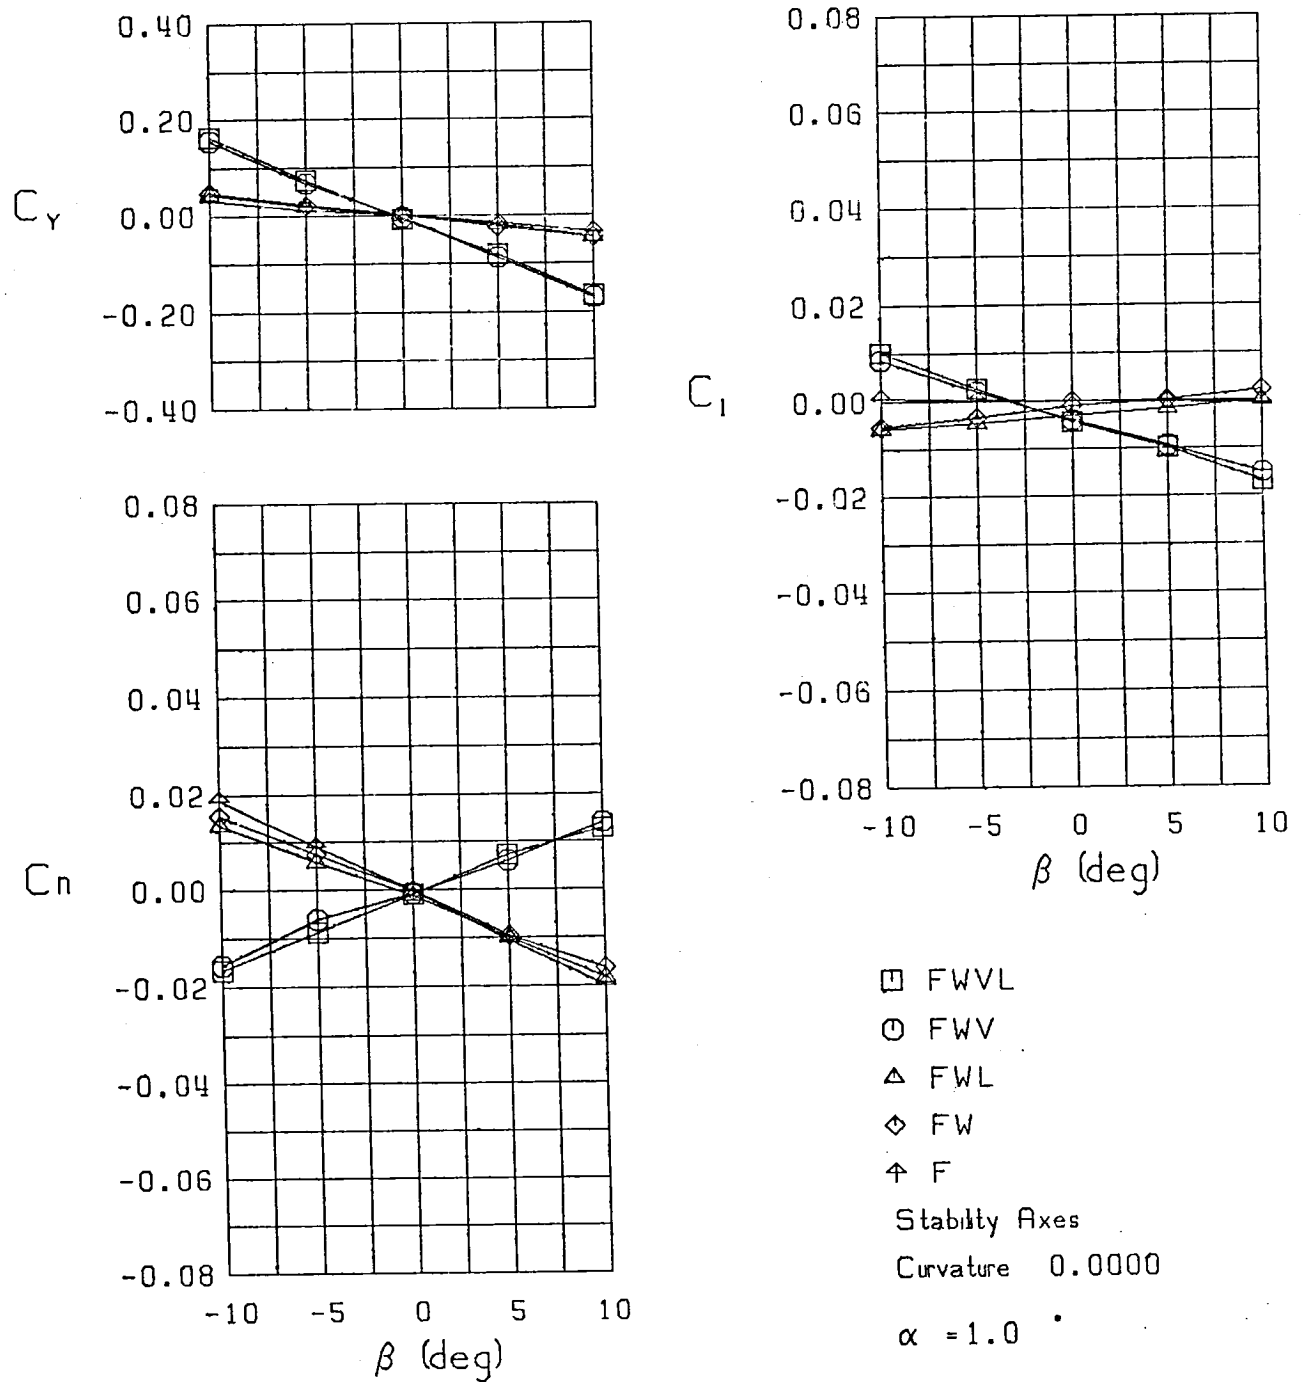 0.40
0.20
0.00
-0.20
-0.40
C_Y
0.08
0.06
0.04
0.02
0.00
-0.02
-0.04
-0.06
-0.08
Cn
-10 -5 0 5 10
β (deg)
0.08
0.06
0.04
0.02
0.00
-0.02
-0.04
-0.06
-0.08
C_l
-10 -5 0 5 10
β (deg)
FWVL
FWV
FWL
FW
F
Stability Axes
Curvature 0.0000
α = 1.0 °